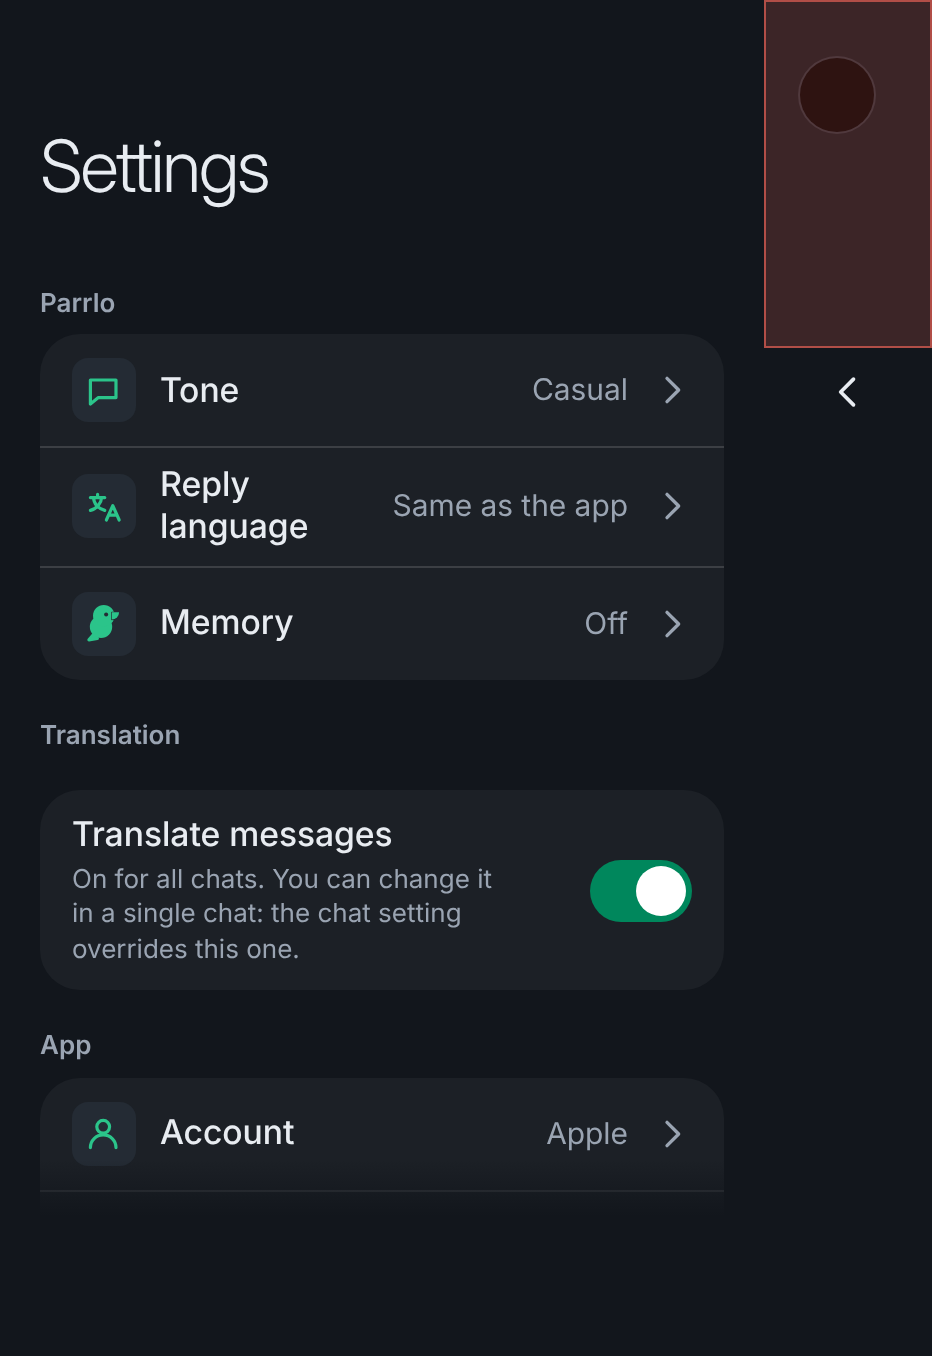 Settings
Parrlo
Tone
Casual
Reply
language
Same as the app
Memory
Off
Translation
Translate messages
On for all chats. You can change it
in a single chat: the chat setting
overrides this one.
App
Account
Apple